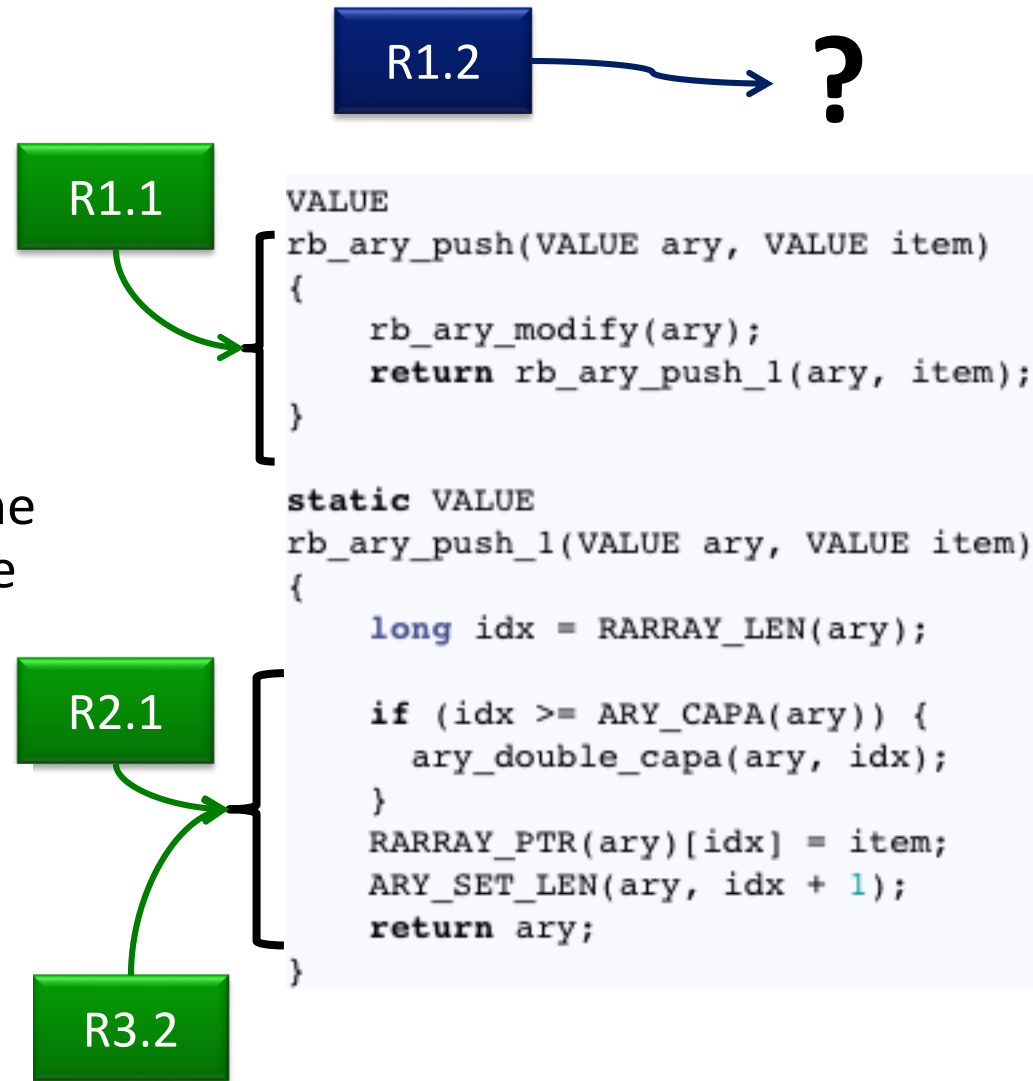 R1.2
?
R1.1
VALUE
rb_ary_push(VALUE ary, VALUE item)
{
    rb_ary_modify(ary);
    return rb_ary_push_1(ary, item);
}
static VALUE
rb_ary_push_1(VALUE ary, VALUE item)
{
    long idx = RARRAY_LEN(ary);
    if (idx >= ARY_CAPA(ary)) {
      ary_double_capa(ary, idx);
    }
    RARRAY_PTR(ary)[idx] = item;
    ARY_SET_LEN(ary, idx + 1);
    return ary;
}
R2.1
R3.2